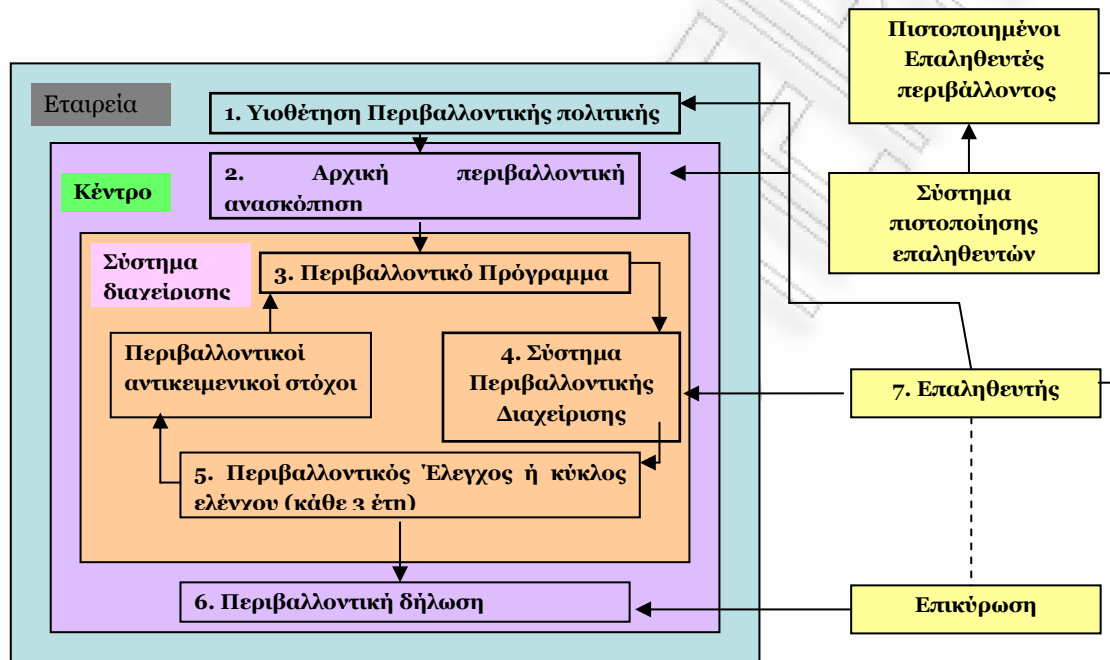 Πιστοποιημένοι
Επαληθευτές
περιβάλλοντος
Εταιρεία
1. Υιοθέτηση Περιβαλλοντικής πολιτικής
2. Αρχική περιβαλλοντική
ανασκόπηση
Κέντρο
Σύστημα
πιστοποίησης
επαληθευτών
Σύστημα
διαχείρισης
3. Περιβαλλοντικό Πρόγραμμα
Περιβαλλοντικοί
αντικειμενικοί στόχοι
4. Σύστημα
Περιβαλλοντικής
Διαχείρισης
7. Επαληθευτής
5. Περιβαλλοντικός Έλεγχος ή κύκλος
ελέγχου (κάθε 3 έτη)
6. Περιβαλλοντική δήλωση
Επικύρωση